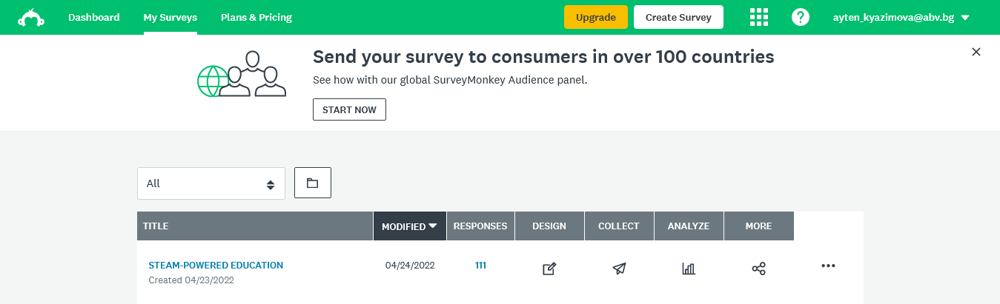 Dashboard My Surveys Plans & Pricing Upgrade Create Survey ? ayten_kyazimova@abv.bg
Send your survey to consumers in over 100 countries
See how with our global SurveyMonkey Audience panel.
START NOW
All
TITLE MODIFIED RESPONSES DESIGN COLLECT ANALYZE MORE
STEAM-POWERED EDUCATION 04/24/2022 111
Created 04/23/2022